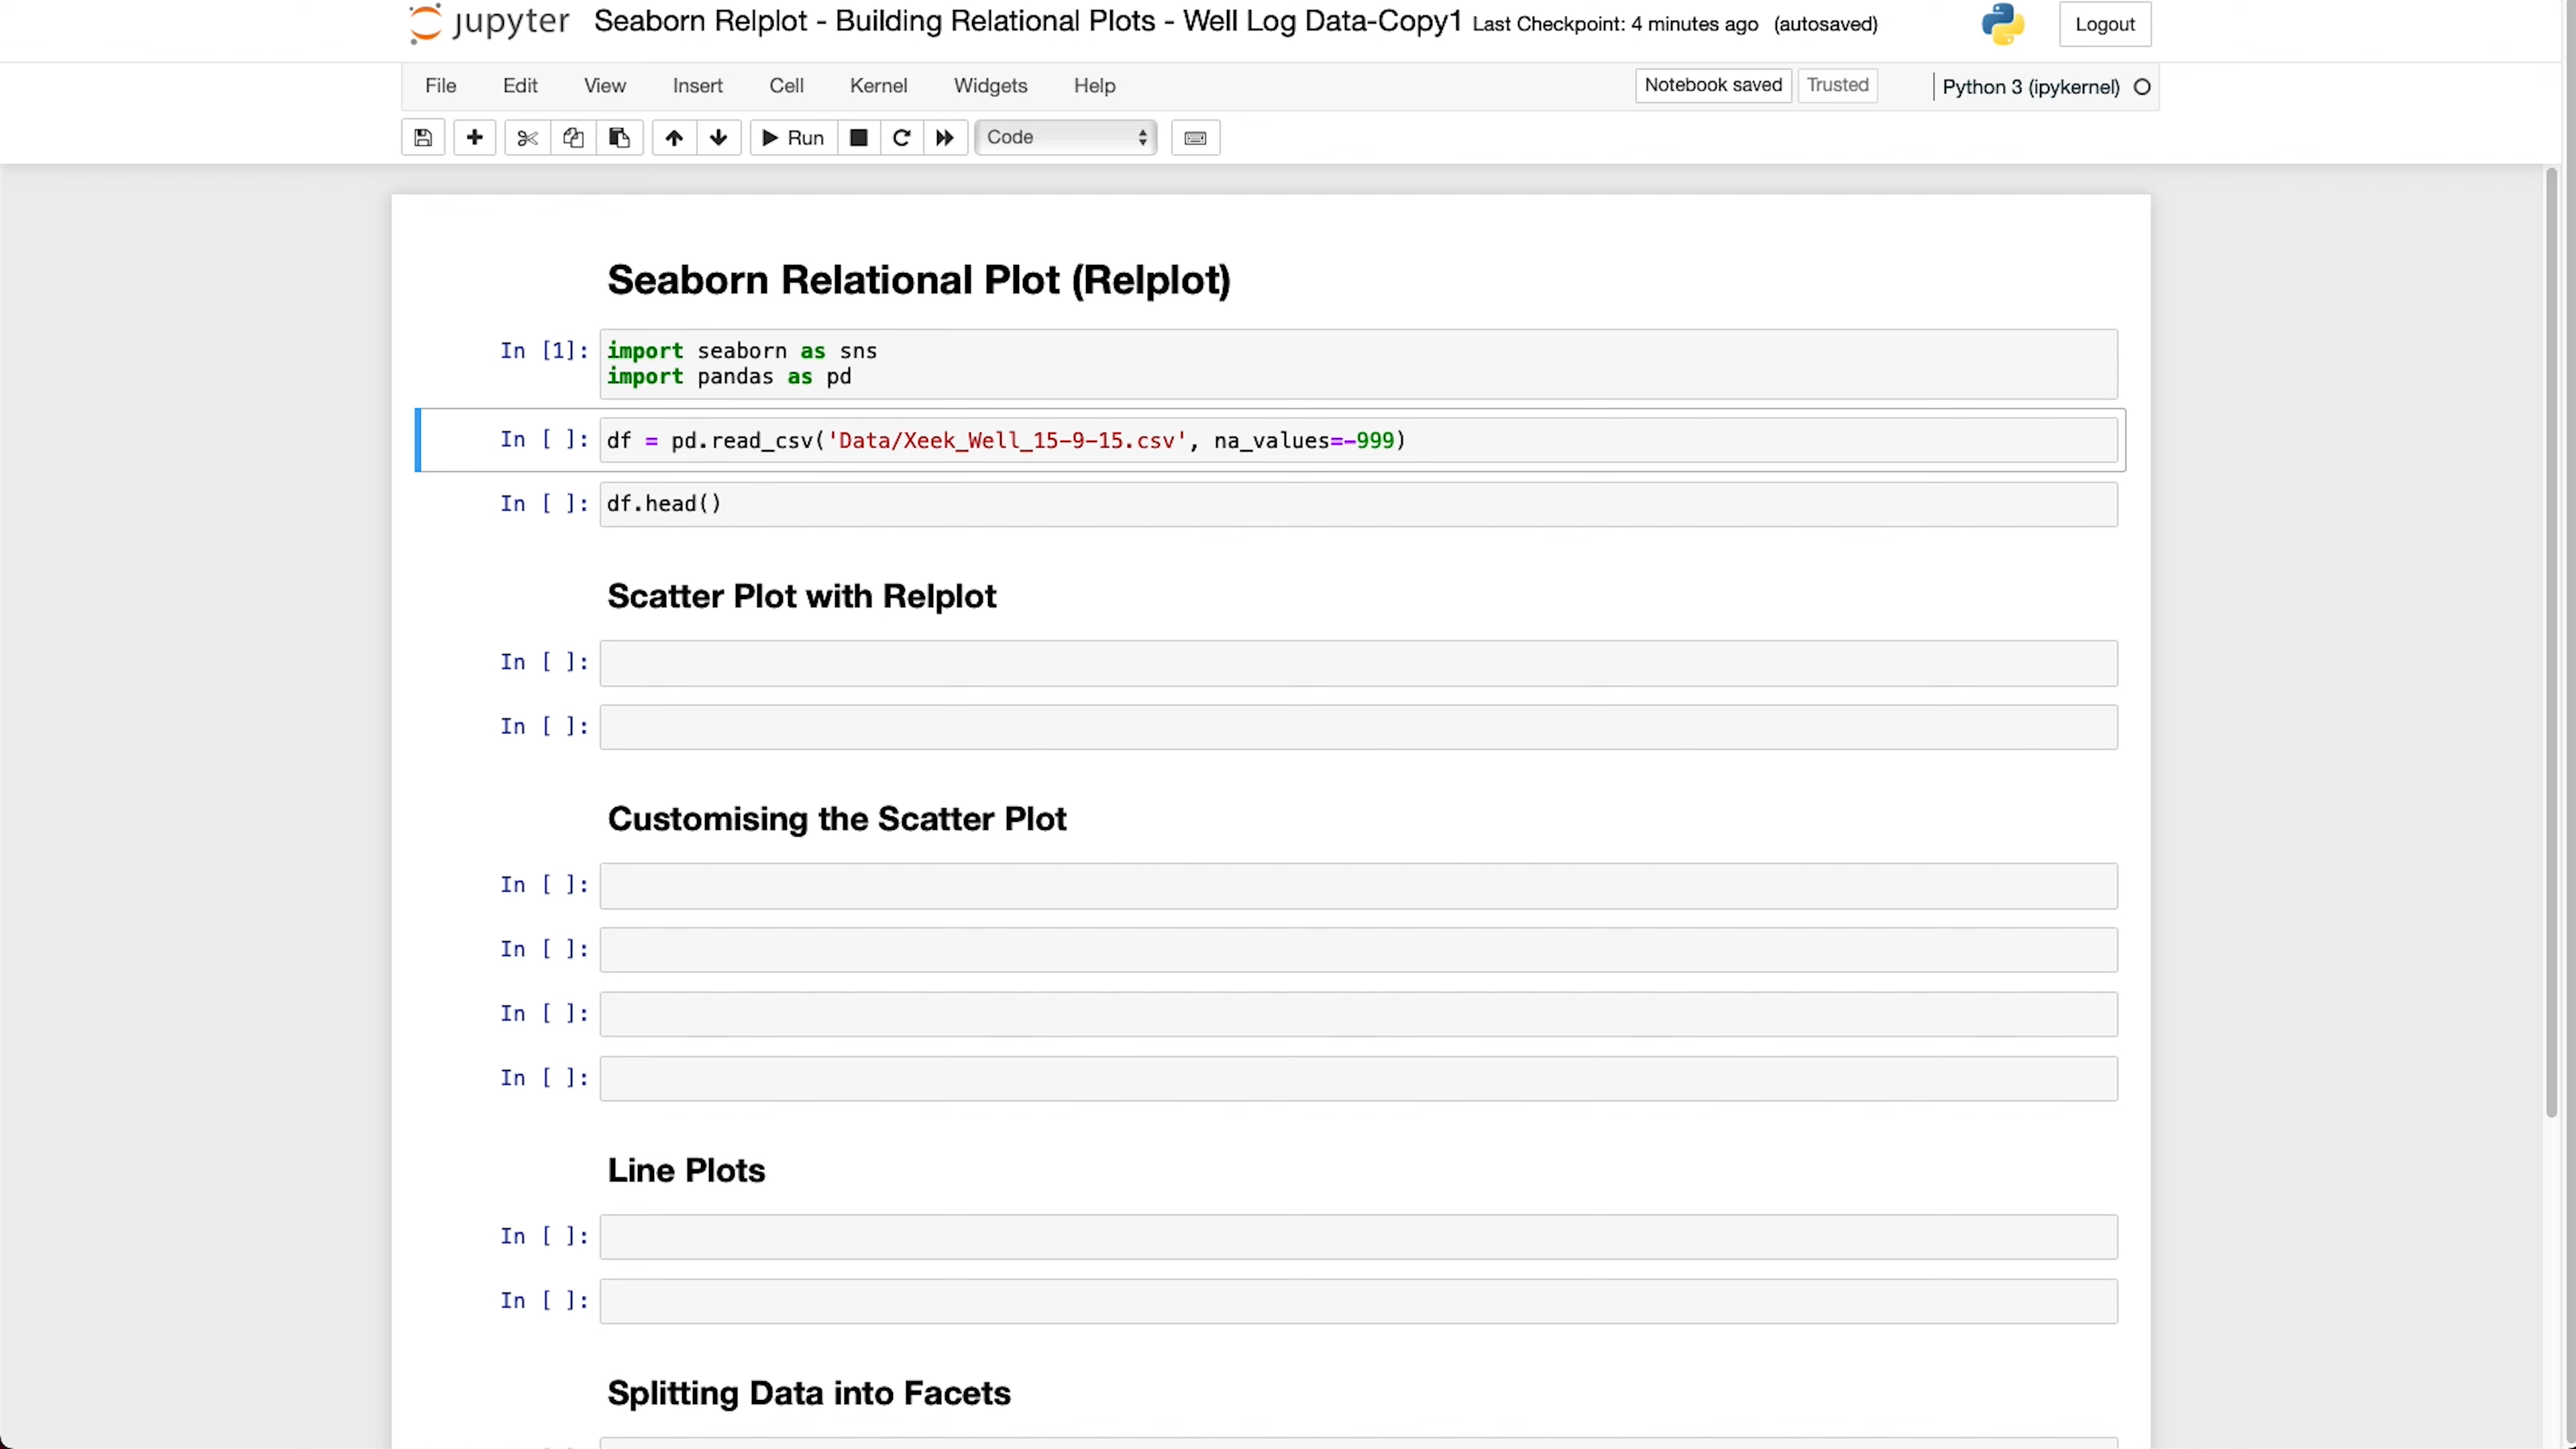 jupyter Seaborn Relplot - Building Relational Plots - Well Log Data-Copy1 Last Checkpoint: 4 minutes ago (autosaved) Logout
File Edit View Insert Cell Kernel Widgets Help Notebook saved Trusted Python 3 (ipykernel)
Run Code
Seaborn Relational Plot (Relplot)
In [1]: import seaborn as sns
import pandas as pd
In [ ]: df = pd.read_csv('Data/Xeek_Well_15-9-15.csv', na_values=-999)
In [ ]: df.head()
Scatter Plot with Relplot
In [ ]:
In [ ]:
Customising the Scatter Plot
In [ ]:
In [ ]:
In [ ]:
In [ ]:
Line Plots
In [ ]:
In [ ]:
Splitting Data into Facets